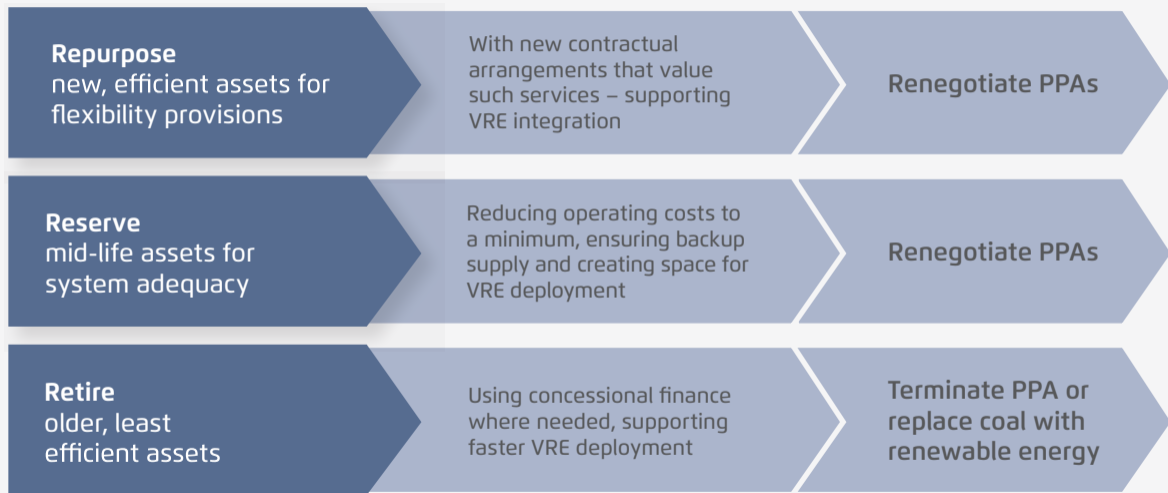 Repurpose
new, efficient assets for
flexibility provisions
With new contractual
arrangements that value
such services – supporting
VRE integration
Renegotiate PPAs
Reserve
mid-life assets for
system adequacy
Reducing operating costs to
a minimum, ensuring backup
supply and creating space for
VRE deployment
Renegotiate PPAs
Retire
older, least
efficient assets
Using concessional finance
where needed, supporting
faster VRE deployment
Terminate PPA or
replace coal with
renewable energy